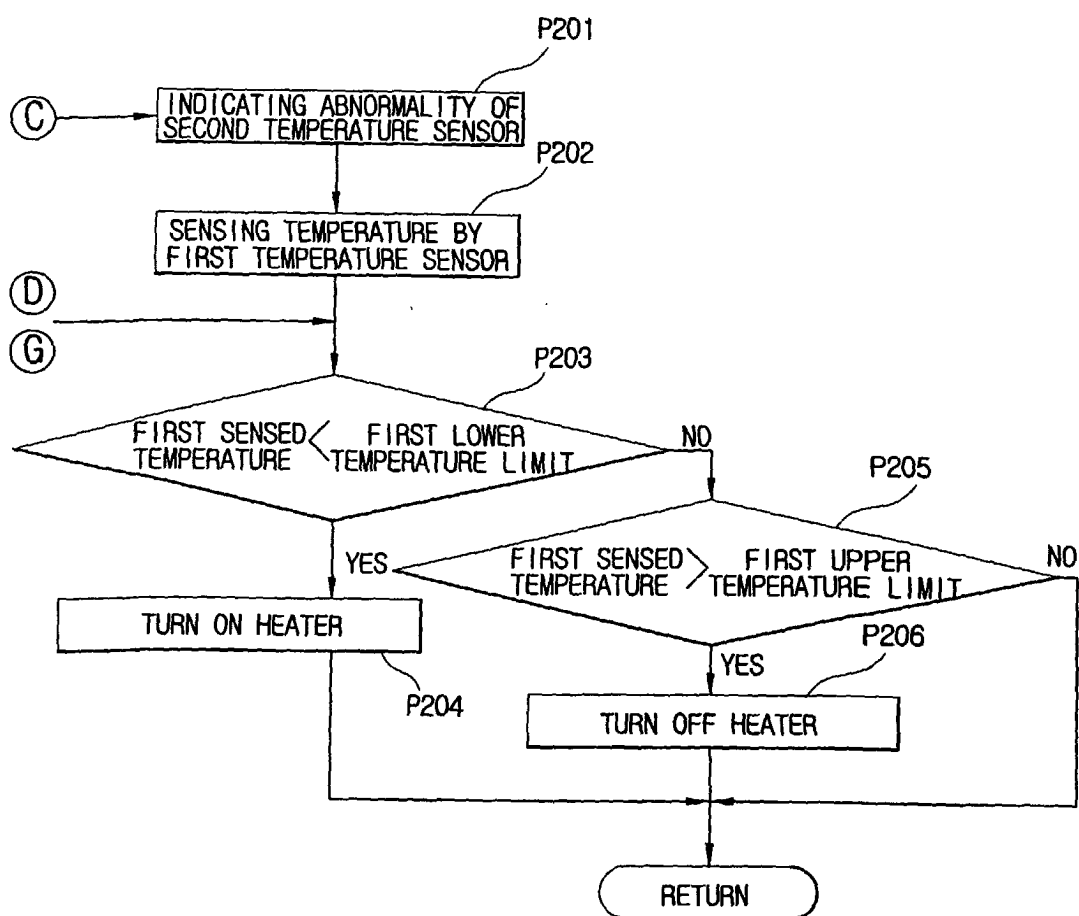 P201
C
INDICATING ABNORMALITY OF
SECOND TEMPERATURE SENSOR
P202
SENSING TEMPERATURE BY
FIRST TEMPERATURE SENSOR
D
G
P203
FIRST SENSED < FIRST LOWER
TEMPERATURE TEMPERATURE LIMIT
NO
P205
YES
FIRST SENSED > FIRST UPPER
TEMPERATURE TEMPERATURE LIMIT
NO
TURN ON HEATER
P204
YES
P206
TURN OFF HEATER
RETURN